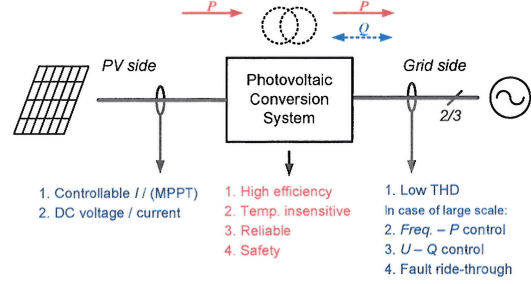 P
P
Q
PV side
Grid side
Photovoltaic
Conversion
System
2/3
1. Controllable I / (MPPT)
2. DC voltage / current
1. High efficiency
2. Temp. insensitive
3. Reliable
4. Safety
1. Low THD
In case of large scale:
2. Freq. – P control
3. U – Q control
4. Fault ride-through